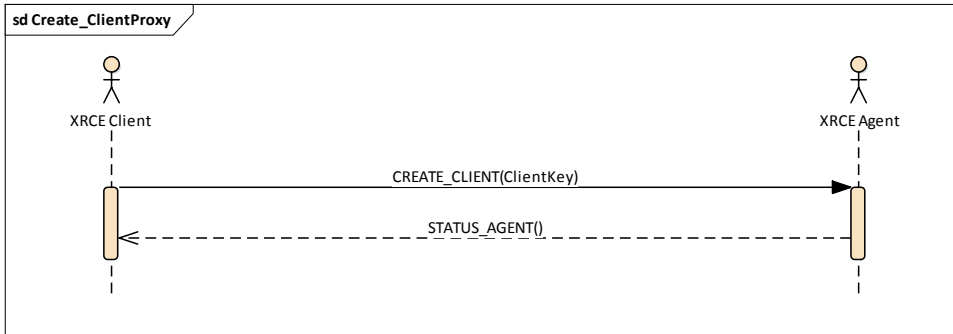 sd Create_ClientProxy
XRCE Client
XRCE Agent
CREATE_CLIENT(ClientKey)
STATUS_AGENT()